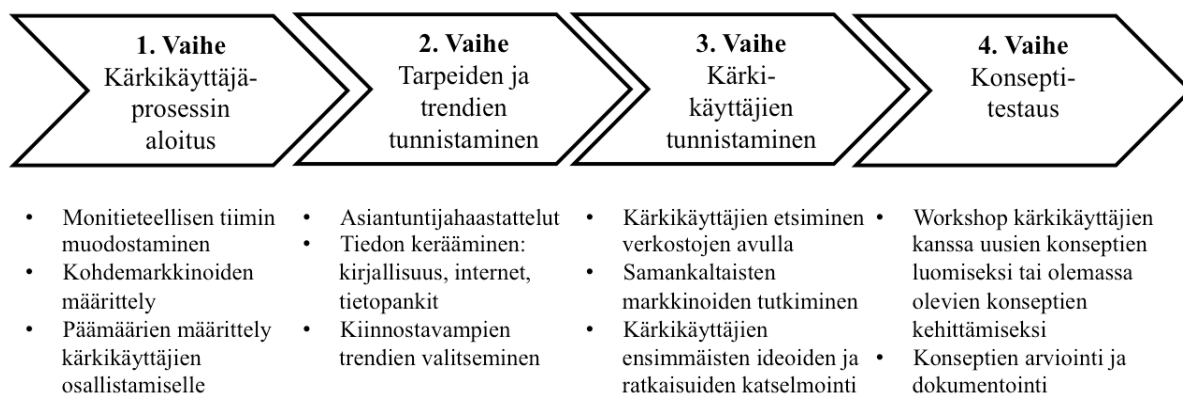 1. Vaihe
Kärkikäyttäjä-
prosessin
aloitus
2. Vaihe
Tarpeiden ja
trendien
tunnistaminen
3. Vaihe
Kärki-
käyttäjien
tunnistaminen
4. Vaihe
Konsepti-
testaus
• Monitieteellisen tiimin
muodostaminen
• Kohdemarkkinoiden
määrittely
• Päämäärien määrittely
kärkikäyttäjien
osallistamiselle
• Asiantuntijahaastattelut
• Tiedon kerääminen:
kirjallisuus, internet,
tietopankit
• Kiinnostavampien
trendien valitseminen
• Kärkikäyttäjien etsiminen
verkostojen avulla
• Samankaltaisten
markkinoiden tutkiminen
• Kärkikäyttäjien
ensimmäisten ideoiden ja
ratkaisuiden katselmointi
• Workshop kärkikäyttäjien
kanssa uusien konseptien
luomiseksi tai olemassa
olevien konseptien
kehittämiseksi
• Konseptien arviointi ja
dokumentointi